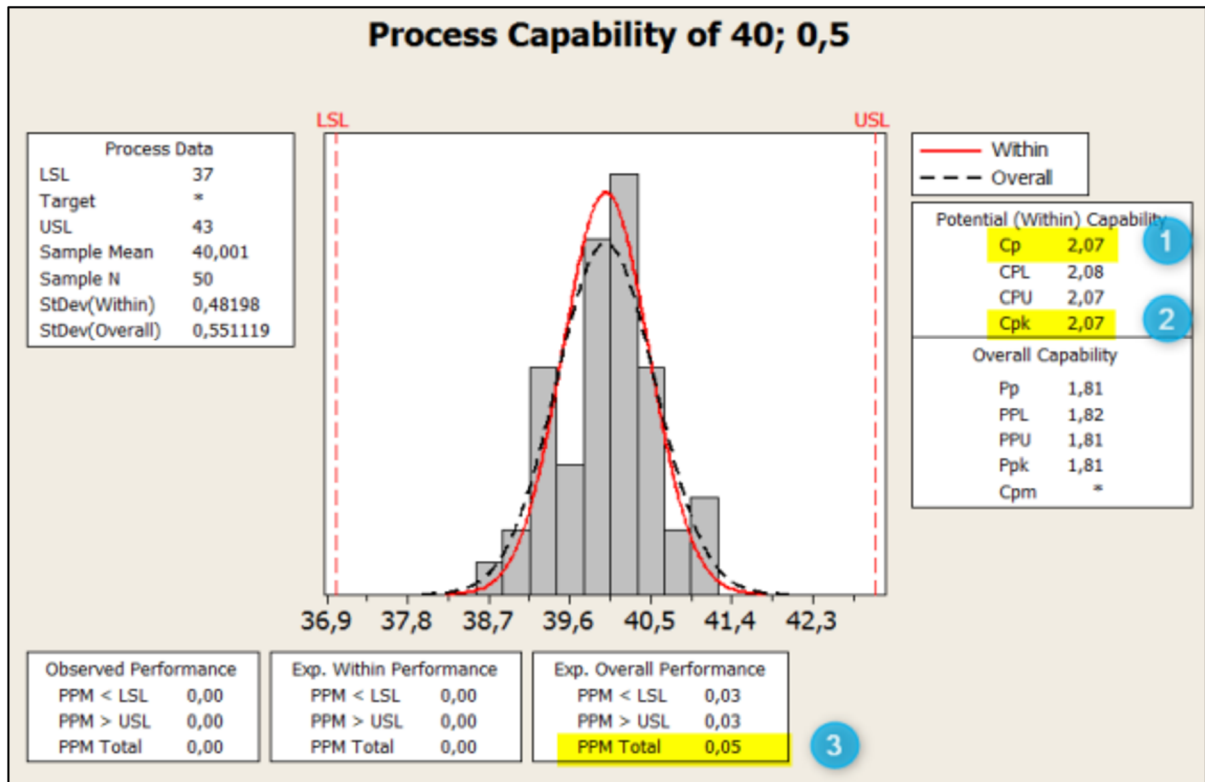 Process Capability of 40; 0,5
LSL
USL
Process Data
LSL 37
Target *
USL 43
Sample Mean 40,001
Sample N 50
StDev(Within) 0,48198
StDev(Overall) 0,551119
Within
Overall
Potential (Within) Capability
Cp 2,07
1
CPL 2,08
CPU 2,07
Cpk 2,07
2
Overall Capability
Pp 1,81
PPL 1,82
PPU 1,81
Ppk 1,81
Cpm *
36,9 37,8 38,7 39,6 40,5 41,4 42,3
Observed Performance
PPM < LSL 0,00
PPM > USL 0,00
PPM Total 0,00
Exp. Within Performance
PPM < LSL 0,00
PPM > USL 0,00
PPM Total 0,00
Exp. Overall Performance
PPM < LSL 0,03
PPM > USL 0,03
PPM Total 0,05
3